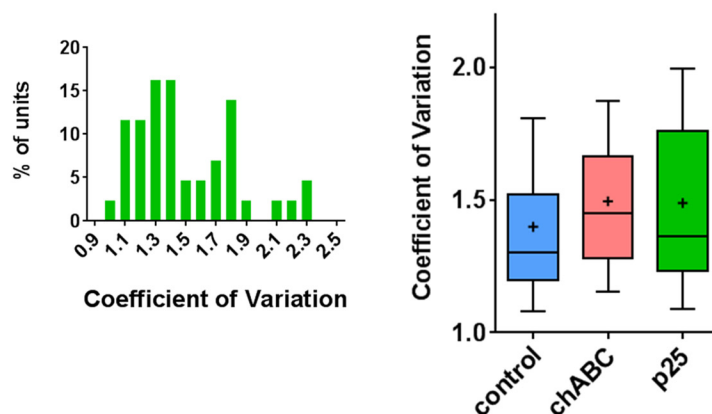 % of units
20
15
10
5
0
0.9
1.1
1.3
1.5
1.7
1.9
2.1
2.3
2.5
Coefficient of Variation
Coefficient of Variation
2.0
1.5
1.0
control
chABC
p25